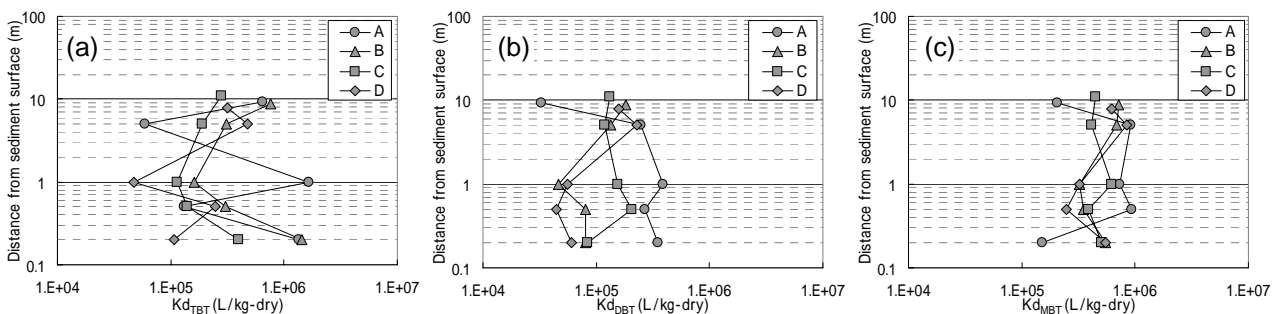 Distance from sediment surface (m)
100
10
1
0.1
(a)
A
B
C
D
1.E+04
1.E+05
1.E+06
1.E+07
Kd_TBT (L/kg-dry)
Distance from sediment surface (m)
100
10
1
0.1
(b)
A
B
C
D
1.E+04
1.E+05
1.E+06
1.E+07
Kd_DBT (L/kg-dry)
Distance from sediment surface (m)
100
10
1
0.1
(c)
A
B
C
D
1.E+04
1.E+05
1.E+06
1.E+07
Kd_MBT (L/kg-dry)